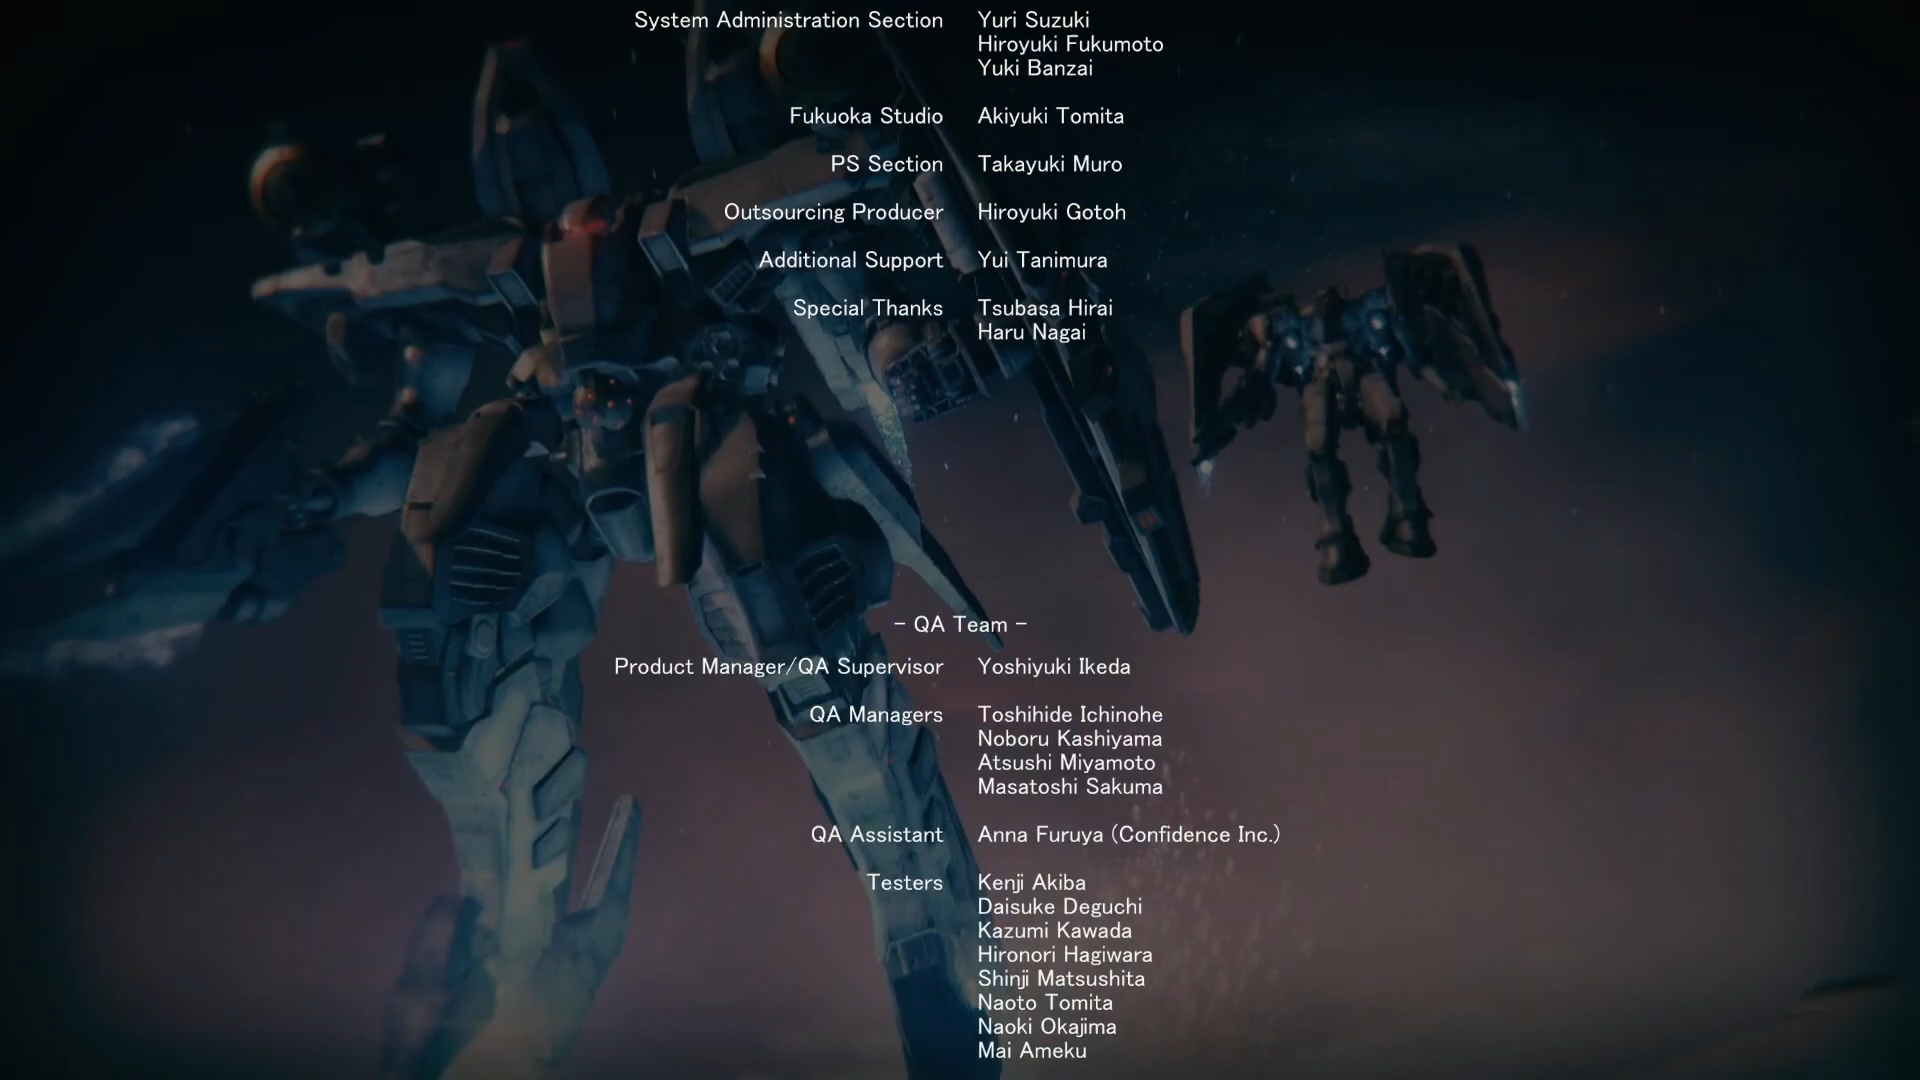 System Administration Section Yuri Suzuki
Hiroyuki Fukumoto
Yuki Banzai
Fukuoka Studio Akiyuki Tomita
PS Section Takayuki Muro
Outsourcing Producer Hiroyuki Gotoh
Additional Support Yui Tanimura
Special Thanks Tsubasa Hirai
Haru Nagai
- QA Team -
Product Manager/QA Supervisor Yoshiyuki Ikeda
QA Managers Toshihide Ichinohe
Noboru Kashiyama
Atsushi Miyamoto
Masatoshi Sakuma
QA Assistant Anna Furuya (Confidence Inc.)
Testers Kenji Akiba
Daisuke Deguchi
Kazumi Kawada
Hironori Hagiwara
Shinji Matsushita
Naoto Tomita
Naoki Okajima
Mai Ameku